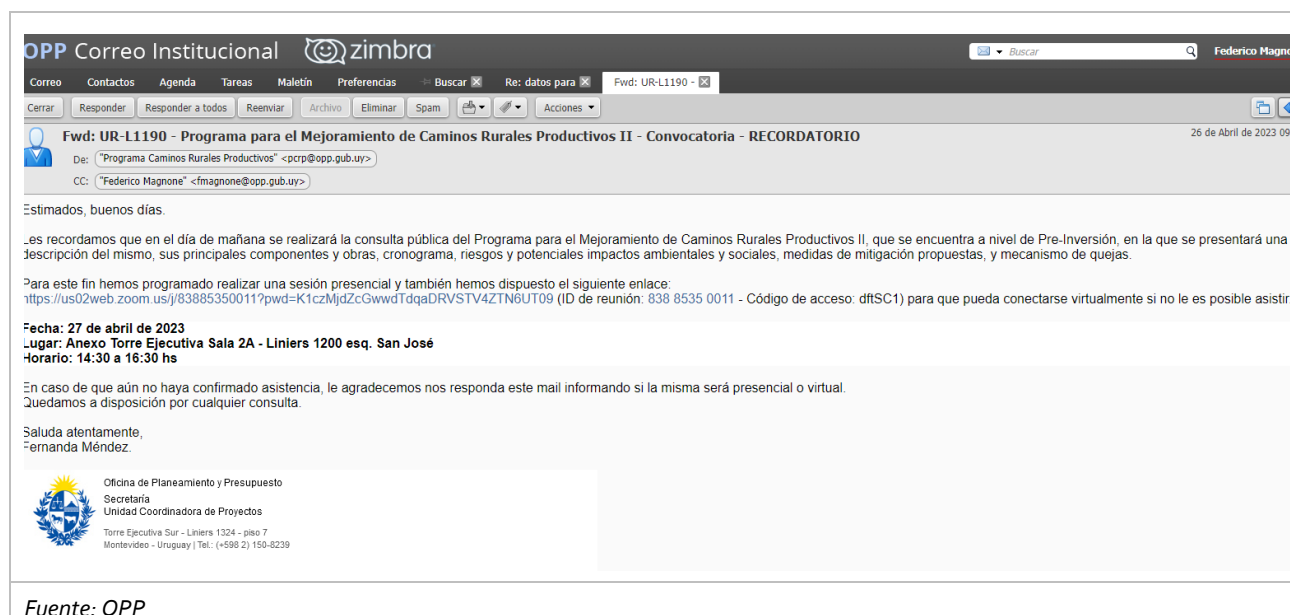 OPP Correo Institucional zimbra Buscar Federico Magno
Correo Contactos Agenda Tareas Maletín Preferencias Buscar Re: datos para Fwd: UR-L1190 -
Cerrar Responder Responder a todos Reenviar Archivo Eliminar Spam Acciones
Fwd: UR-L1190 - Programa para el Mejoramiento de Caminos Rurales Productivos II - Convocatoria - RECORDATORIO 26 de Abril de 2023 09
De: "Programa Caminos Rurales Productivos" <pcrp@opp.gub.uy>
CC: "Federico Magnone" <fmagnone@opp.gub.uy>
Estimados, buenos días.
Les recordamos que en el día de mañana se realizará la consulta pública del Programa para el Mejoramiento de Caminos Rurales Productivos II, que se encuentra a nivel de Pre-Inversión, en la que se presentará una
descripción del mismo, sus principales componentes y obras, cronograma, riesgos y potenciales impactos ambientales y sociales, medidas de mitigación propuestas, y mecanismo de quejas.
Para este fin hemos programado realizar una sesión presencial y también hemos dispuesto el siguiente enlace:
https://us02web.zoom.us/j/83885350011?pwd=K1czMjdZcGwwdTdqaDRVSTV4ZTN6UT09 (ID de reunión: 838 8535 0011 - Código de acceso: dftSC1) para que pueda conectarse virtualmente si no le es posible asistir
Fecha: 27 de abril de 2023
Lugar: Anexo Torre Ejecutiva Sala 2A - Liniers 1200 esq. San José
Horario: 14:30 a 16:30 hs
En caso de que aún no haya confirmado asistencia, le agradecemos nos responda este mail informando si la misma será presencial o virtual.
Quedamos a disposición por cualquier consulta.
Saluda atentamente,
Fernanda Méndez.
Oficina de Planeamiento y Presupuesto
Secretaría
Unidad Coordinadora de Proyectos
Torre Ejecutiva Sur - Liniers 1324 - piso 7
Montevideo - Uruguay | Tel.: (+598 2) 150-8239
Fuente: OPP